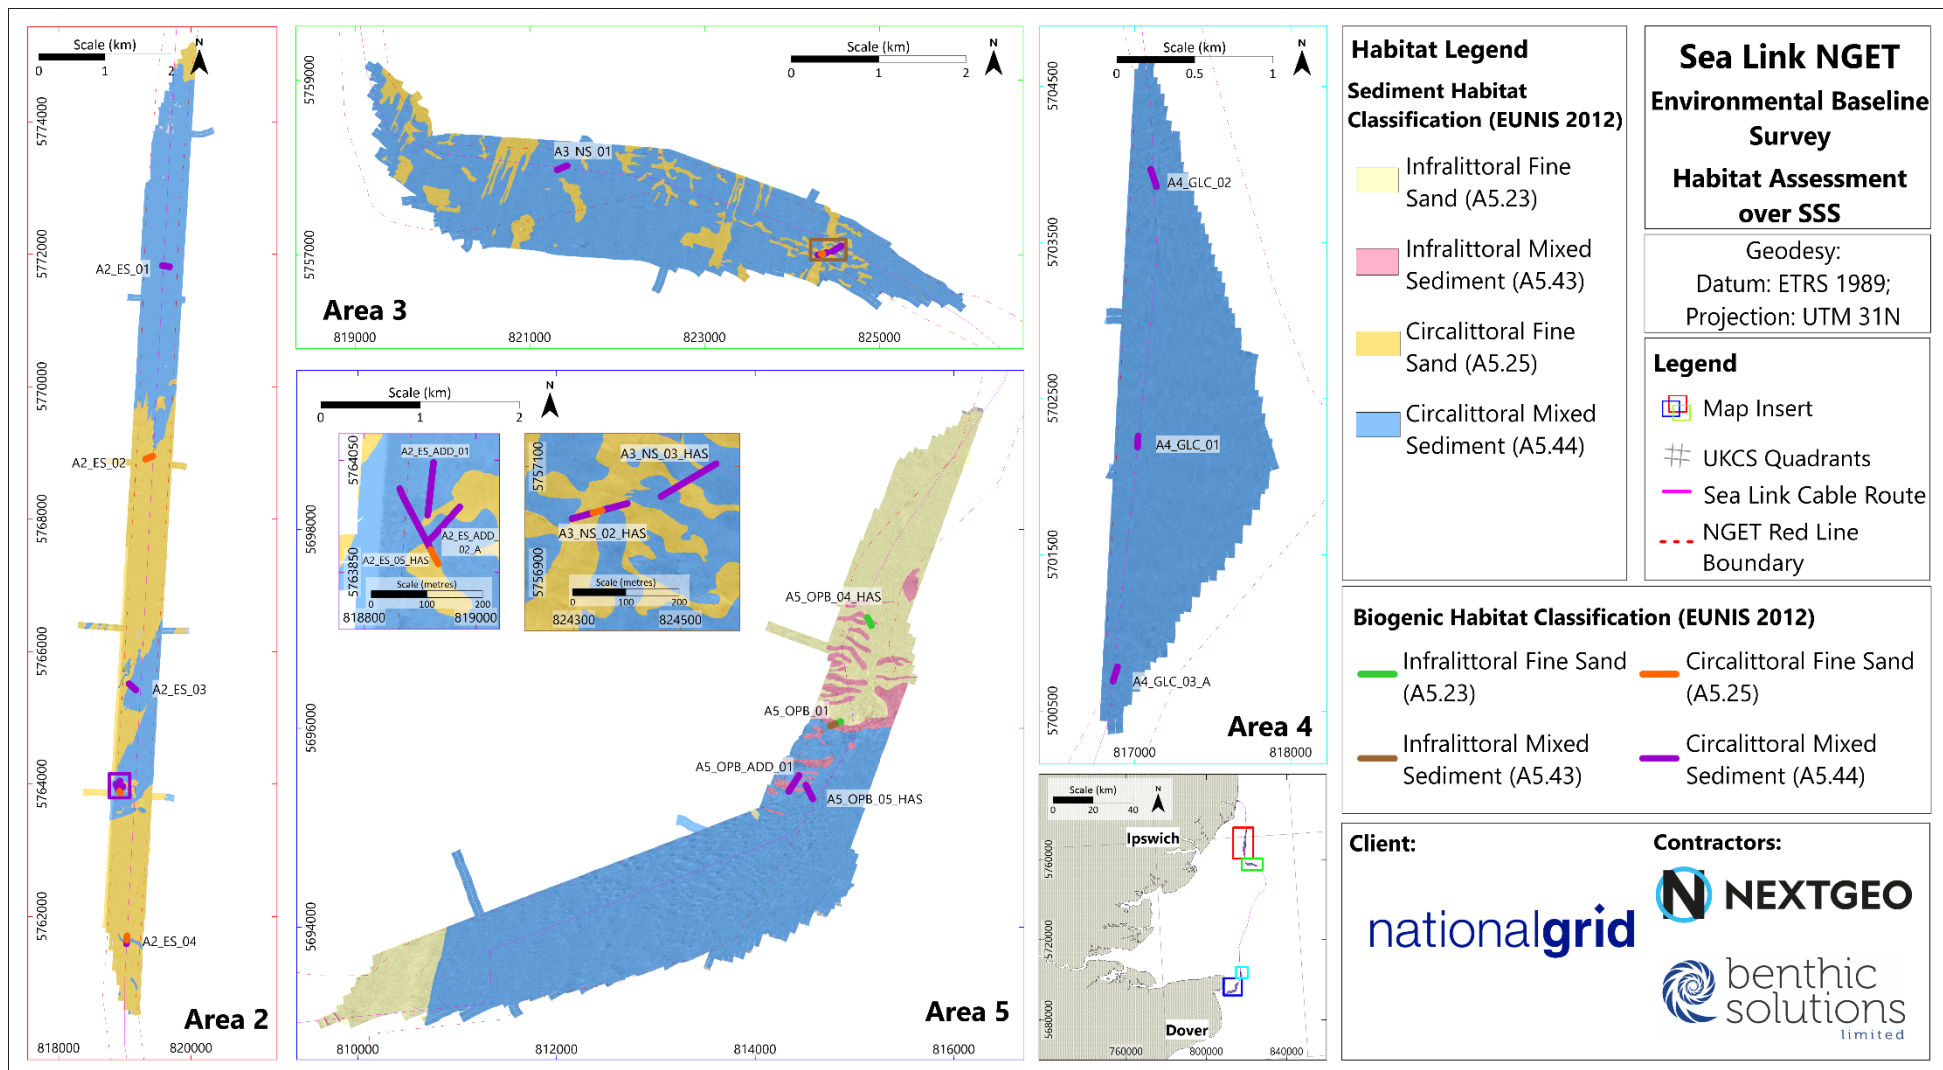 Scale (km)
N
0 1 2
5774000
5772000
5770000
5768000
5766000
5764000
5762000
A2_ES_01
A2_ES_02
A2_ES_03
A2_ES_04
Area 2
818000 820000
Scale (km)
0 1 2
Scale (km)
0 1 2
N
5759000
5757000
A3_NS_01
Area 3
819000 821000 823000 825000
Scale (km)
0 1 2
N
5698000
5696000
5694000
5764050
5763850
A2_ES_ADD_01
A2_ES_ADD_
02_A
A2_ES_05_HAS
Scale (metres)
0 100 200
818800 819000
5757100
5756900
A3_NS_03_HAS
A3_NS_02_HAS
Scale (metres)
0 100 200
824300 824500
A5_OPB_04_HAS
A5_OPB_01
A5_OPB_ADD_01
A5_OPB_05_HAS
Area 5
810000 812000 814000 816000
Scale (km)
0 0.5 1
N
5704500
5703500
5702500
5701500
5700500
A4_GLC_02
A4_GLC_01
A4_GLC_03_A
Area 4
817000 818000
Scale (km)
0 20 40
N
Ipswich
Dover
5760000
5720000
5680000
760000 800000 840000
Habitat Legend
Sediment Habitat
Classification (EUNIS 2012)
Infralittoral Fine
Sand (A5.23)
Infralittoral Mixed
Sediment (A5.43)
Circalittoral Fine
Sand (A5.25)
Circalittoral Mixed
Sediment (A5.44)
Sea Link NGET
Environmental Baseline
Survey
Habitat Assessment
over SSS
Geodesy:
Datum: ETRS 1989;
Projection: UTM 31N
Legend
Map Insert
UKCS Quadrants
Sea Link Cable Route
NGET Red Line
Boundary
Biogenic Habitat Classification (EUNIS 2012)
Infralittoral Fine Sand
(A5.23)
Circalittoral Fine Sand
(A5.25)
Infralittoral Mixed
Sediment (A5.43)
Circalittoral Mixed
Sediment (A5.44)
Client:
nationalgrid
Contractors:
N NEXTGEO
benthic
solutions
limited